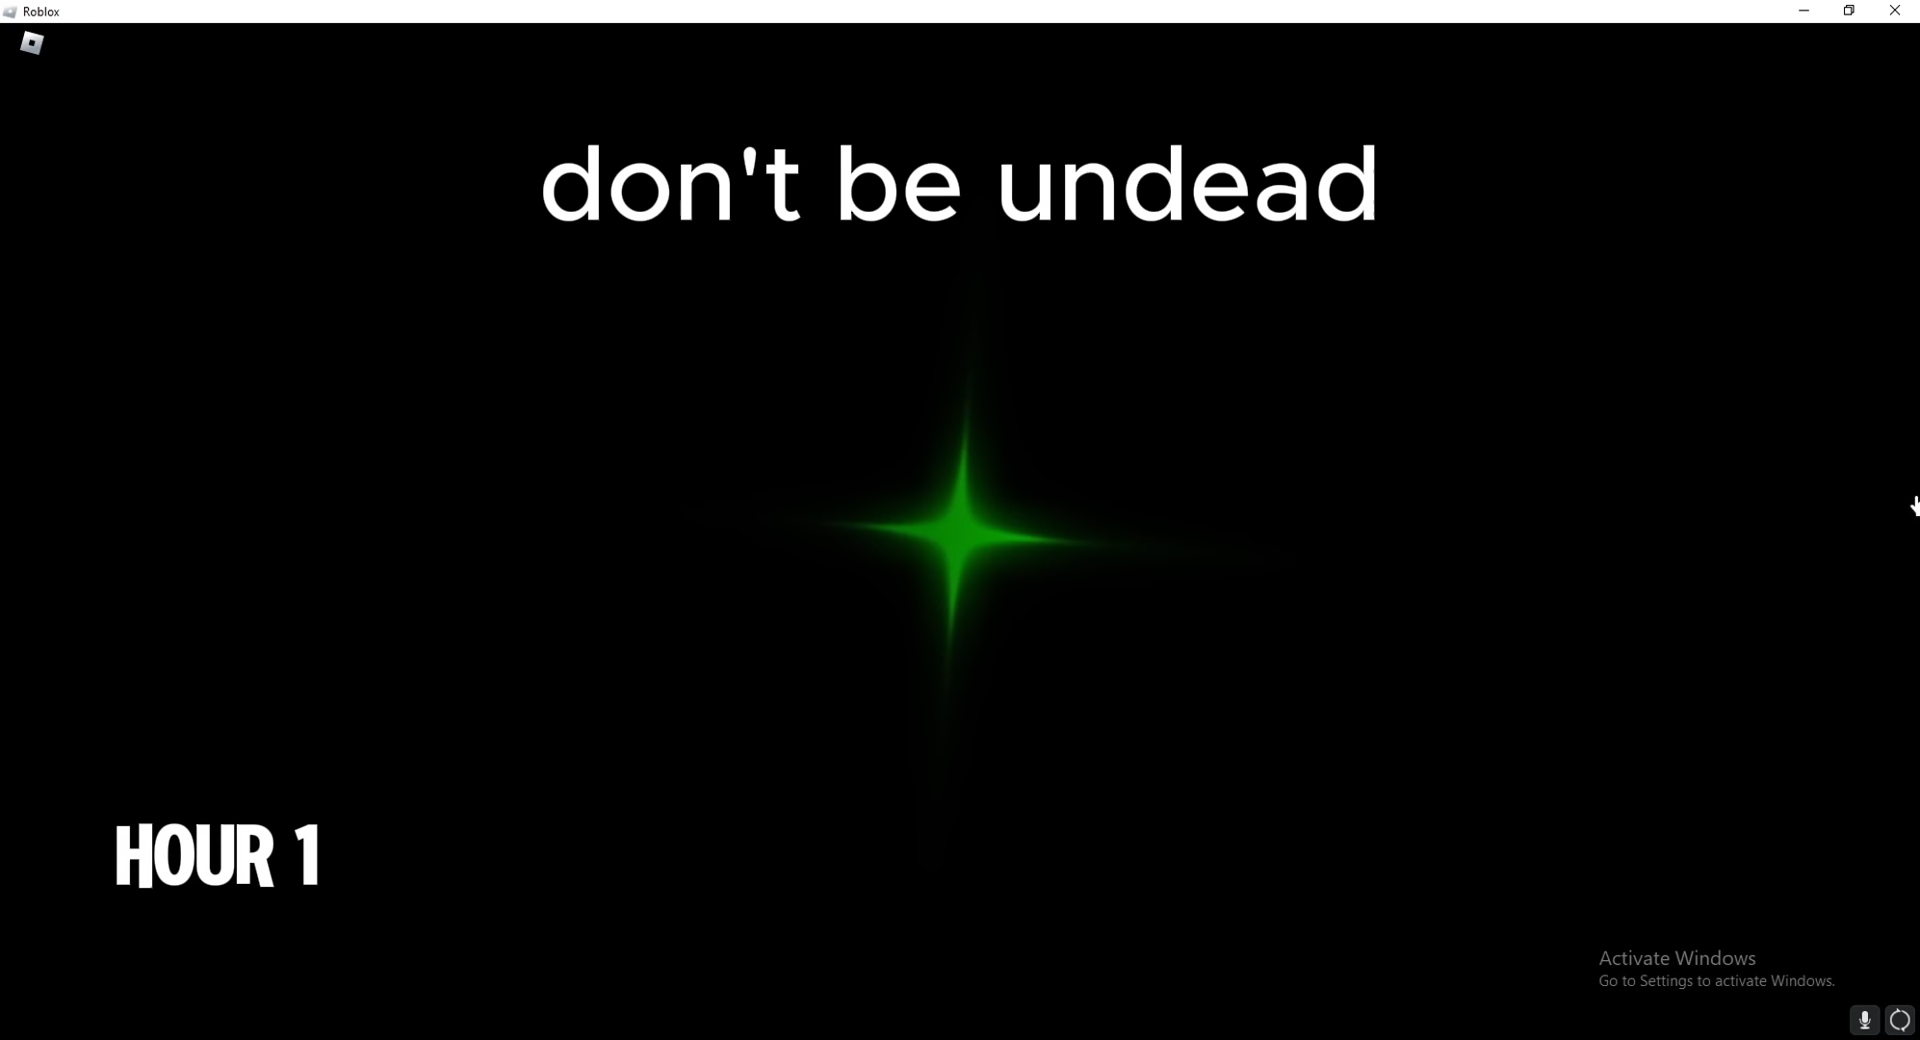 Roblox
don't be undead
HOUR 1
Activate Windows
Go to Settings to activate Windows.